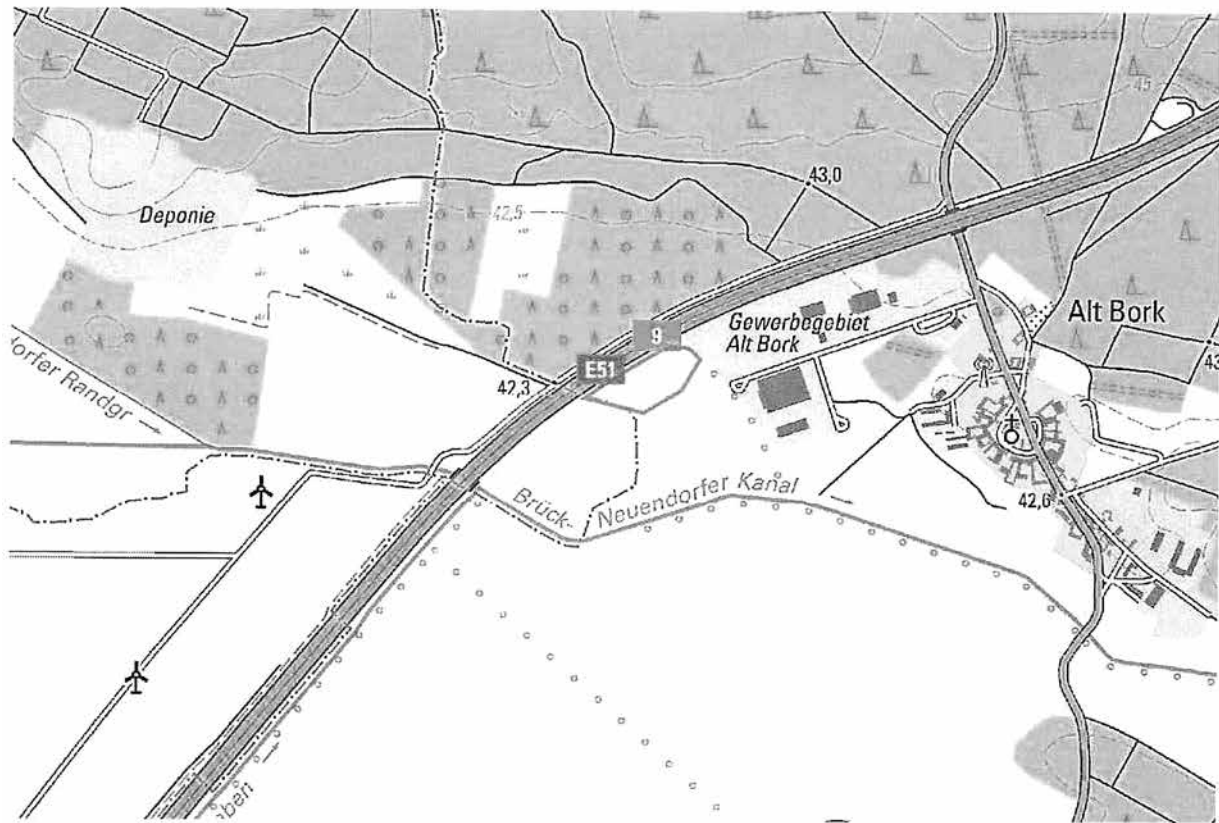 45
43,0
Deponie
42,5
Gewerbegebiet
Alt Bork
Alt Bork
9
E51
42,3
dorfer Randgr
43
Brück-
Neuendorfer Kanal
42,6